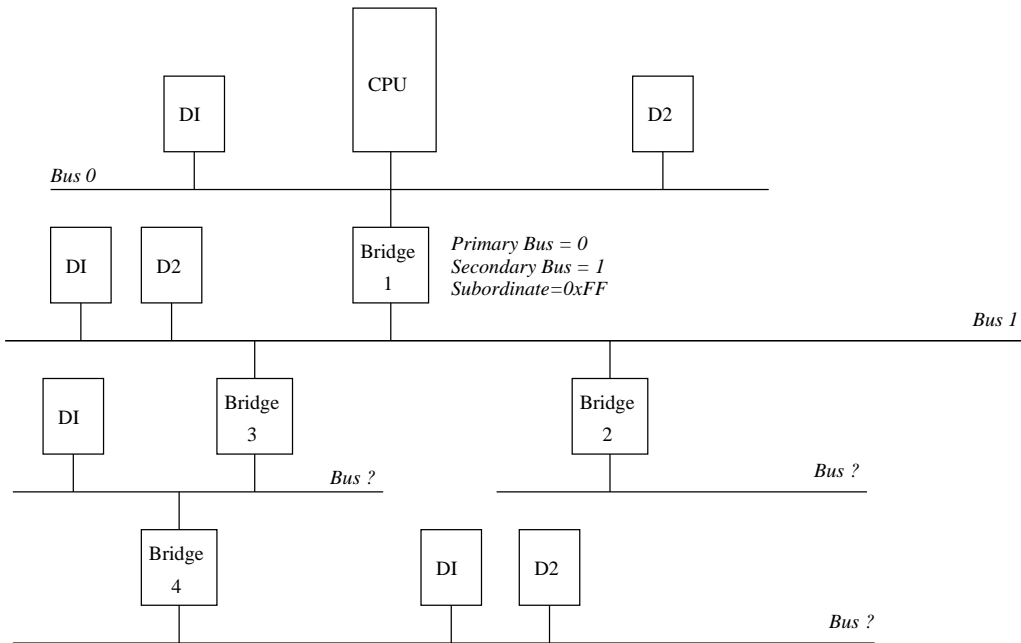 CPU
DI
D2
Bus 0
DI
D2
Bridge
1
Primary Bus = 0
Secondary Bus = 1
Subordinate=0xFF
Bus 1
DI
Bridge
3
Bridge
2
Bus ?
Bus ?
Bridge
4
DI
D2
Bus ?